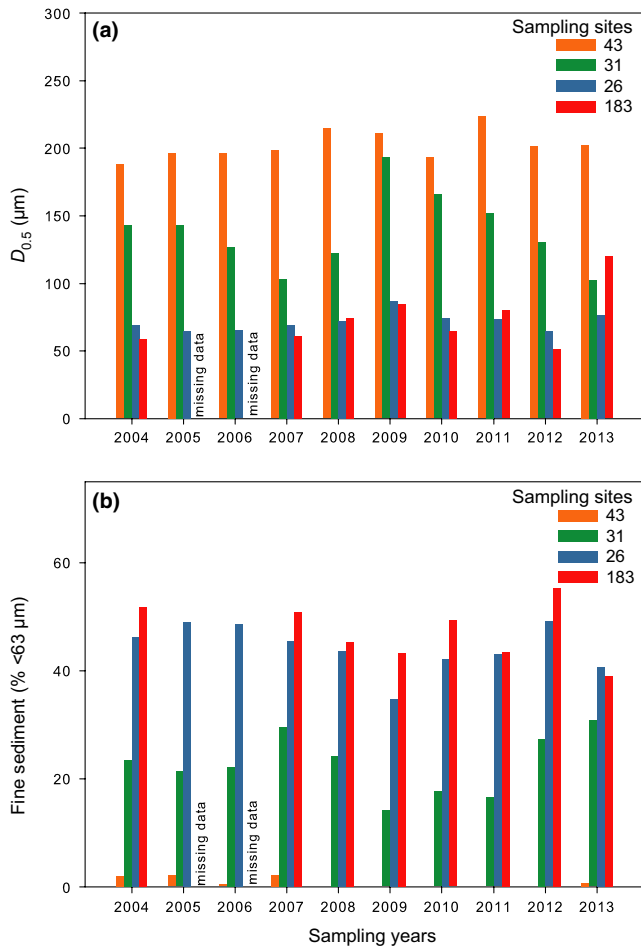 (a)
Sampling sites
43
31
26
183
300
250
200
150
100
50
0
D0.5 (µm)
missing data
missing data
2004 2005 2006 2007 2008 2009 2010 2011 2012 2013
(b)
Sampling sites
43
31
26
183
60
40
20
0
Fine sediment (% <63 µm)
missing data
missing data
2004 2005 2006 2007 2008 2009 2010 2011 2012 2013
Sampling years